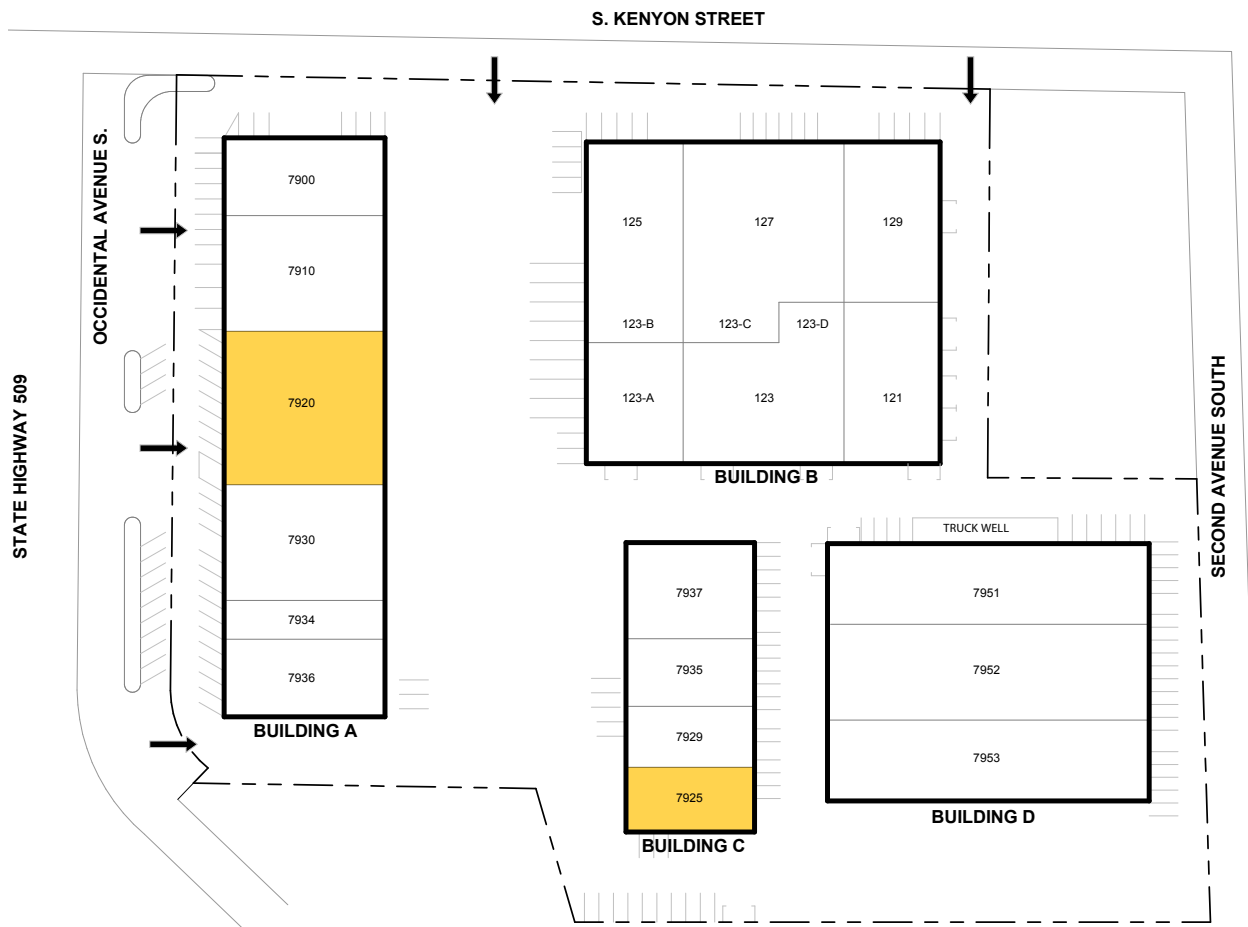 S. KENYON STREET
OCCIDENTAL AVENUE S.
STATE HIGHWAY 509
7900
7910
7920
7930
7934
7936
BUILDING A
125
127
129
123-B
123-C
123-D
123-A
123
121
BUILDING B
SECOND AVENUE SOUTH
7937
7935
7929
7925
BUILDING C
TRUCK WELL
7951
7952
7953
BUILDING D